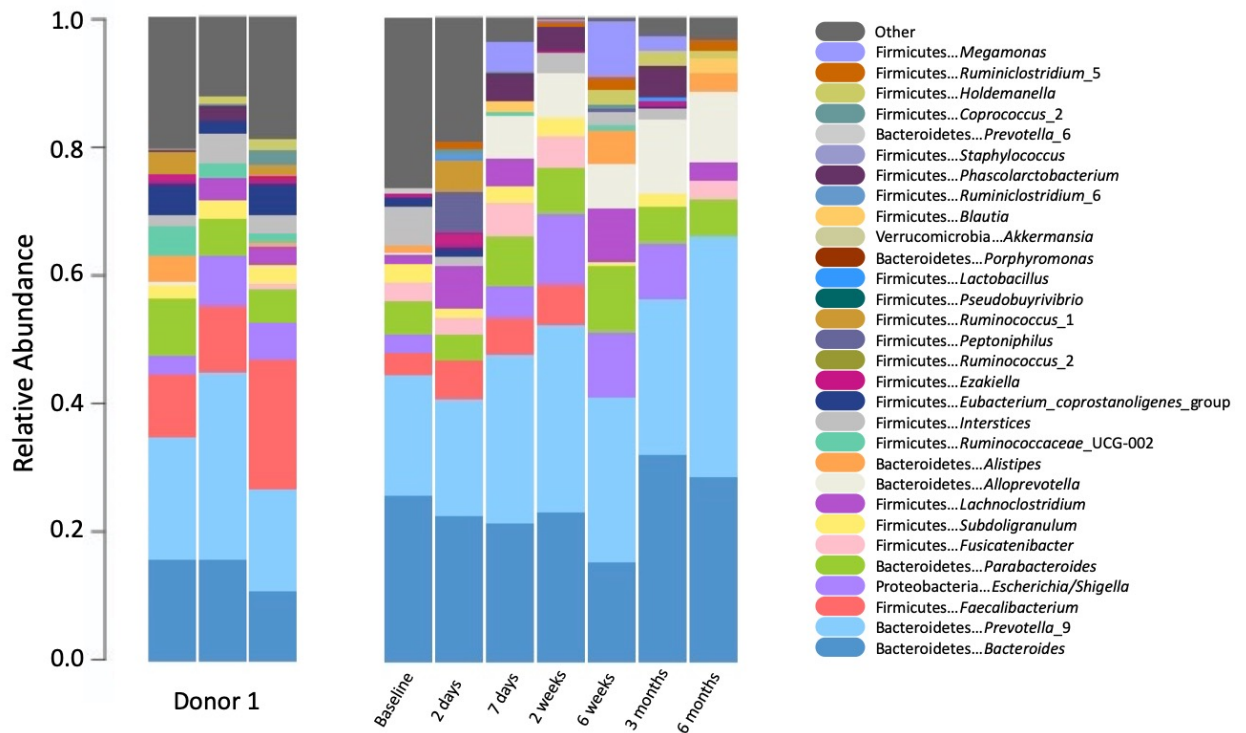 Relative Abundance
1.0
0.8
0.6
0.4
0.2
0.0
Donor 1
Baseline
2 days
7 days
2 weeks
6 weeks
3 months
6 months
Other
Firmicutes...Megamonas
Firmicutes...Ruminiclostridium_5
Firmicutes...Holdemanella
Firmicutes...Coprococcus_2
Bacteroidetes...Prevotella_6
Firmicutes...Staphylococcus
Firmicutes...Phascolarctobacterium
Firmicutes...Ruminiclostridium_6
Firmicutes...Blautia
Verrucomicrobia...Akkermansia
Bacteroidetes...Porphyromonas
Firmicutes...Lactobacillus
Firmicutes...Pseudobuyrivibrio
Firmicutes...Ruminococcus_1
Firmicutes...Peptoniphilus
Firmicutes...Ruminococcus_2
Firmicutes...Ezakiella
Firmicutes...Eubacterium_coprostanoligenes_group
Firmicutes...Interstices
Firmicutes...Ruminococcaceae_UCG-002
Bacteroidetes...Alistipes
Bacteroidetes...Alloprevotella
Firmicutes...Lachnoclostridium
Firmicutes...Subdoligranulum
Firmicutes...Fusicatenibacter
Bacteroidetes...Parabacteroides
Proteobacteria...Escherichia/Shigella
Firmicutes...Faecalibacterium
Bacteroidetes...Prevotella_9
Bacteroidetes...Bacteroides